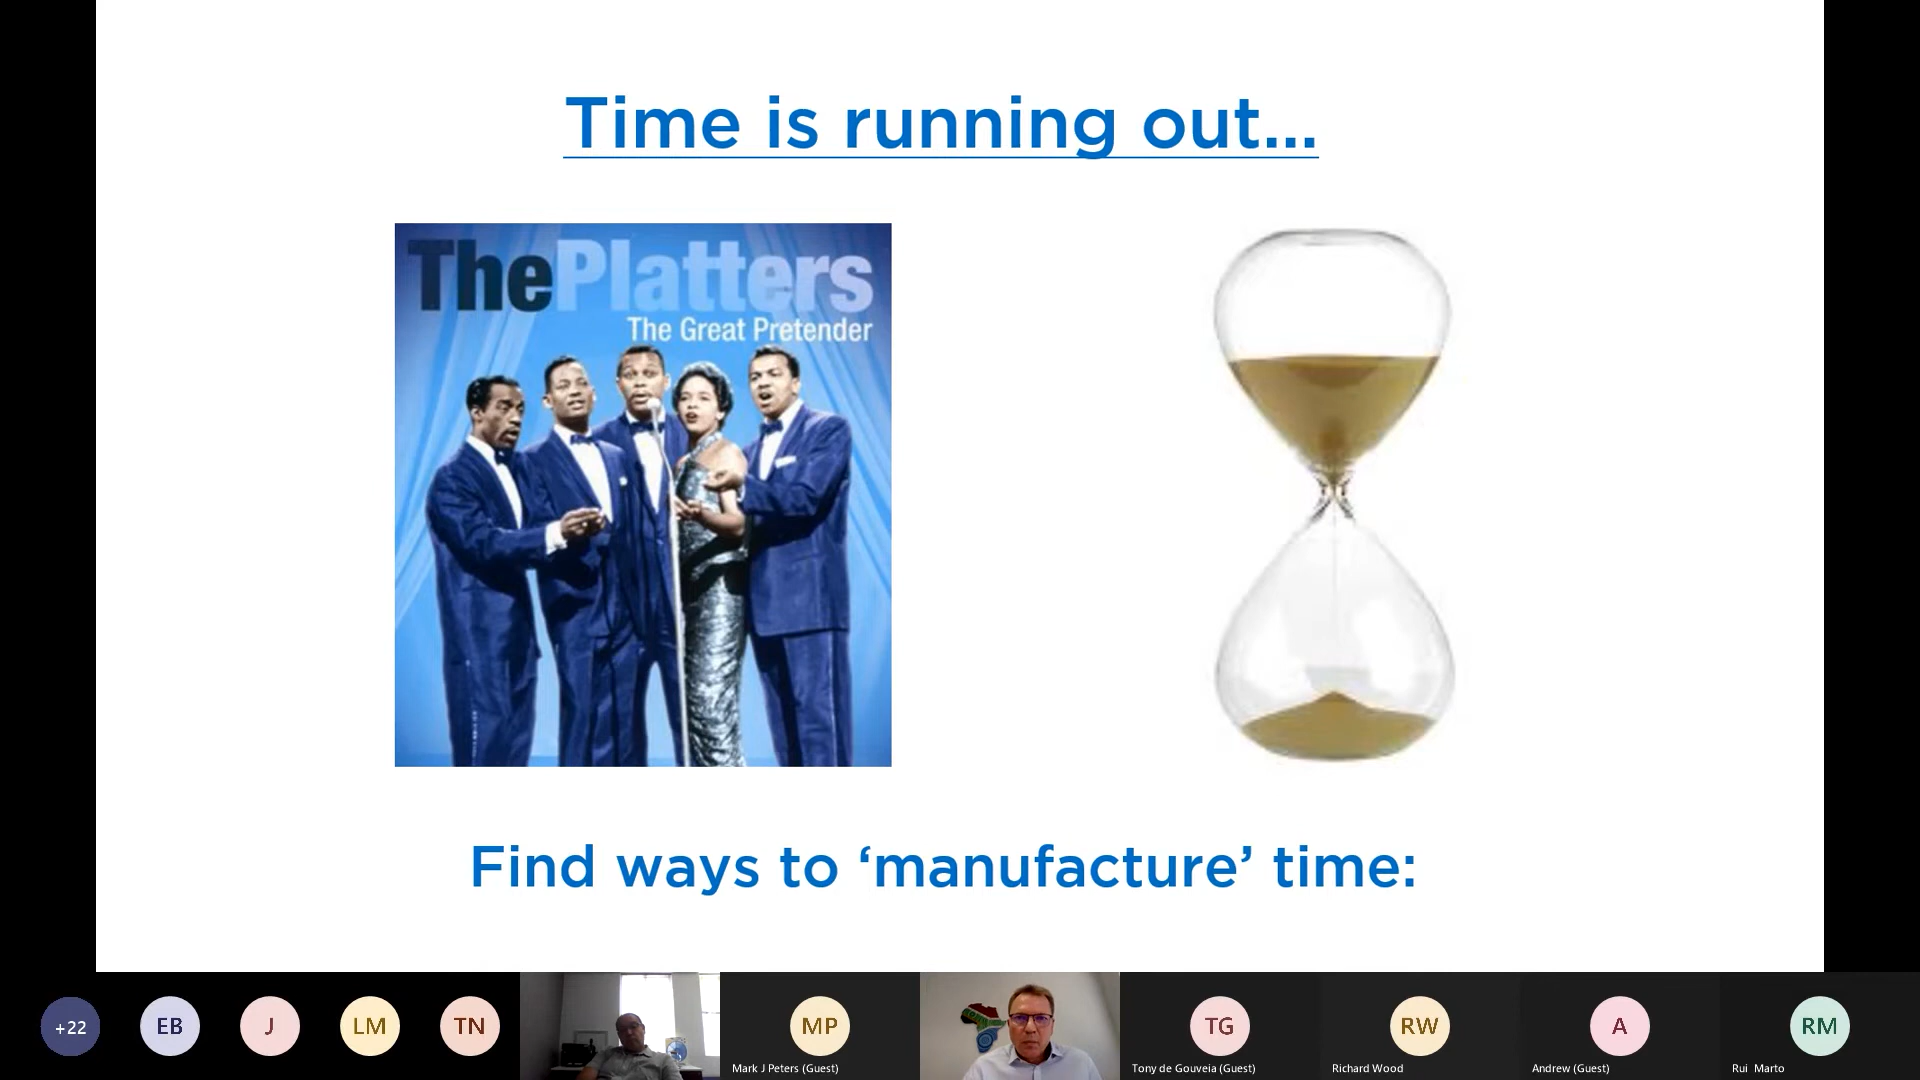 Time is running out...
ThePlatters
The Great Pretender
Find ways to ‘manufacture’ time:
+22
EB
J
LM
TN
MP
Mark J Peters (Guest)
TG
Tony de Gouveia (Guest)
RW
Richard Wood
A
Andrew (Guest)
RM
Rui Marto